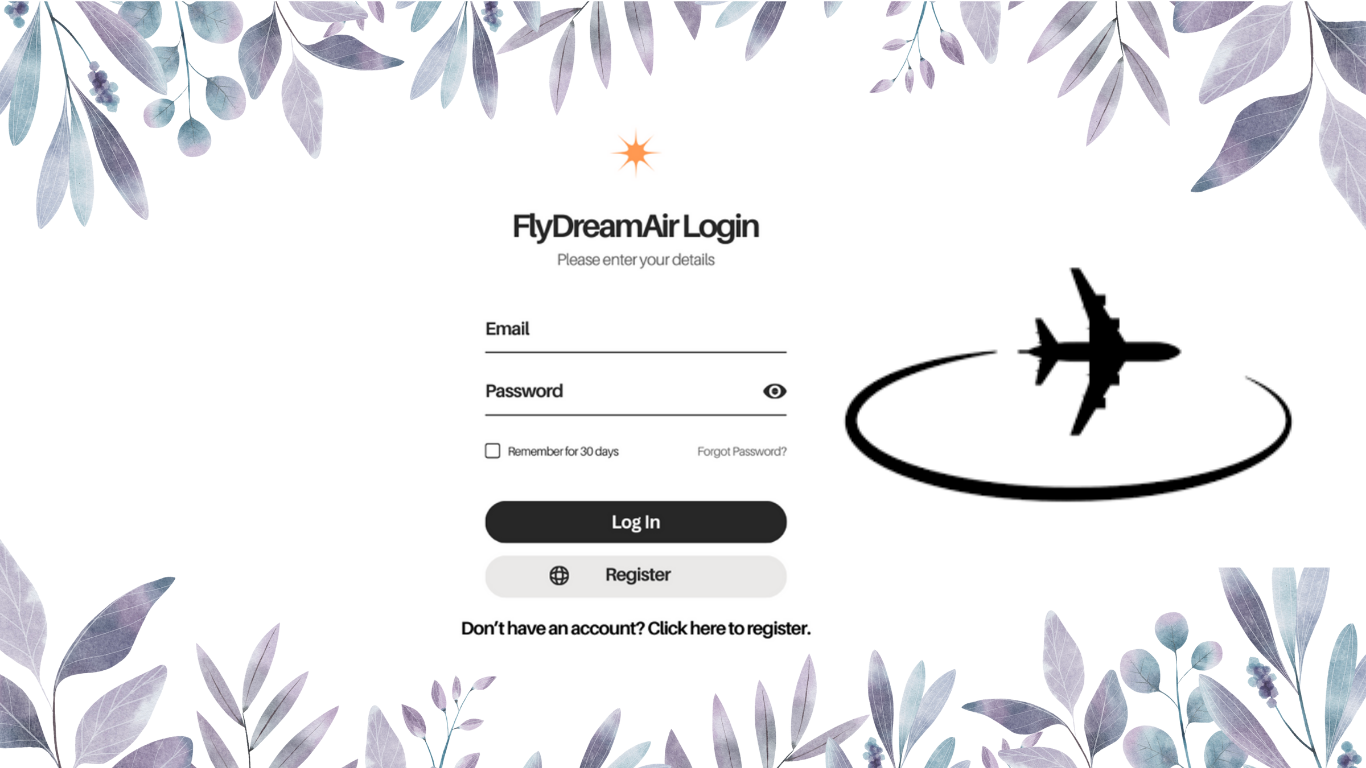 FlyDreamAir Login
Please enter your details
Email
Password
Remember for 30 days
Forgot Password?
Log In
Register
Don’t have an account? Click here to register.